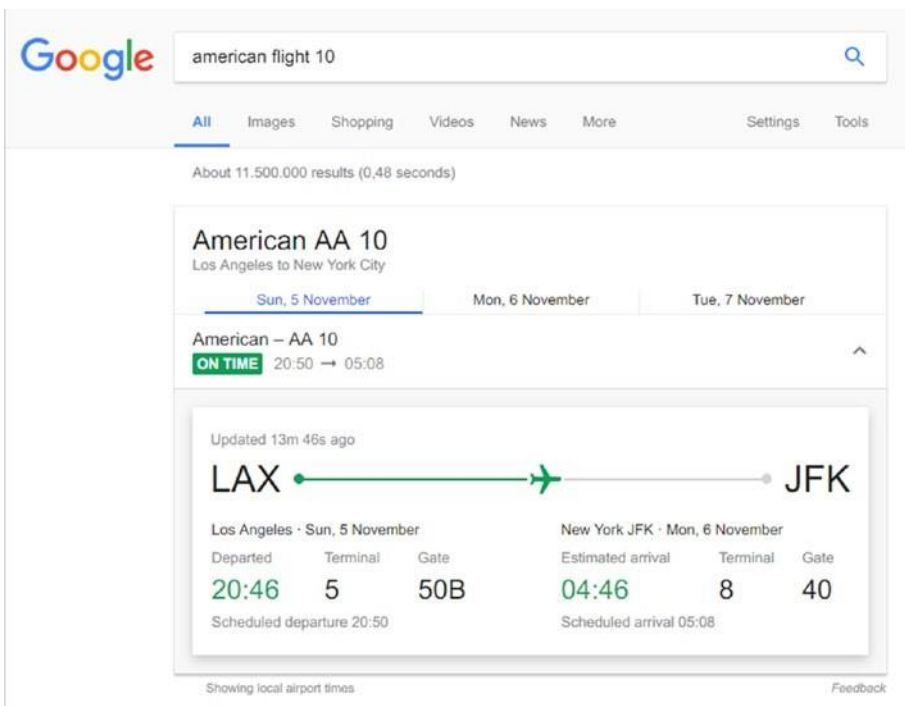 Google american flight 10
All Images Shopping Videos News More Settings Tools
About 11.500.000 results (0,48 seconds)
American AA 10
Los Angeles to New York City
Sun, 5 November Mon, 6 November Tue, 7 November
American – AA 10
ON TIME 20:50 → 05:08
Updated 13m 46s ago
LAX JFK
Los Angeles · Sun, 5 November New York JFK · Mon, 6 November
Departed Terminal Gate Estimated arrival Terminal Gate
20:46 5 50B 04:46 8 40
Scheduled departure 20:50 Scheduled arrival 05:08
Showing local airport times Feedback